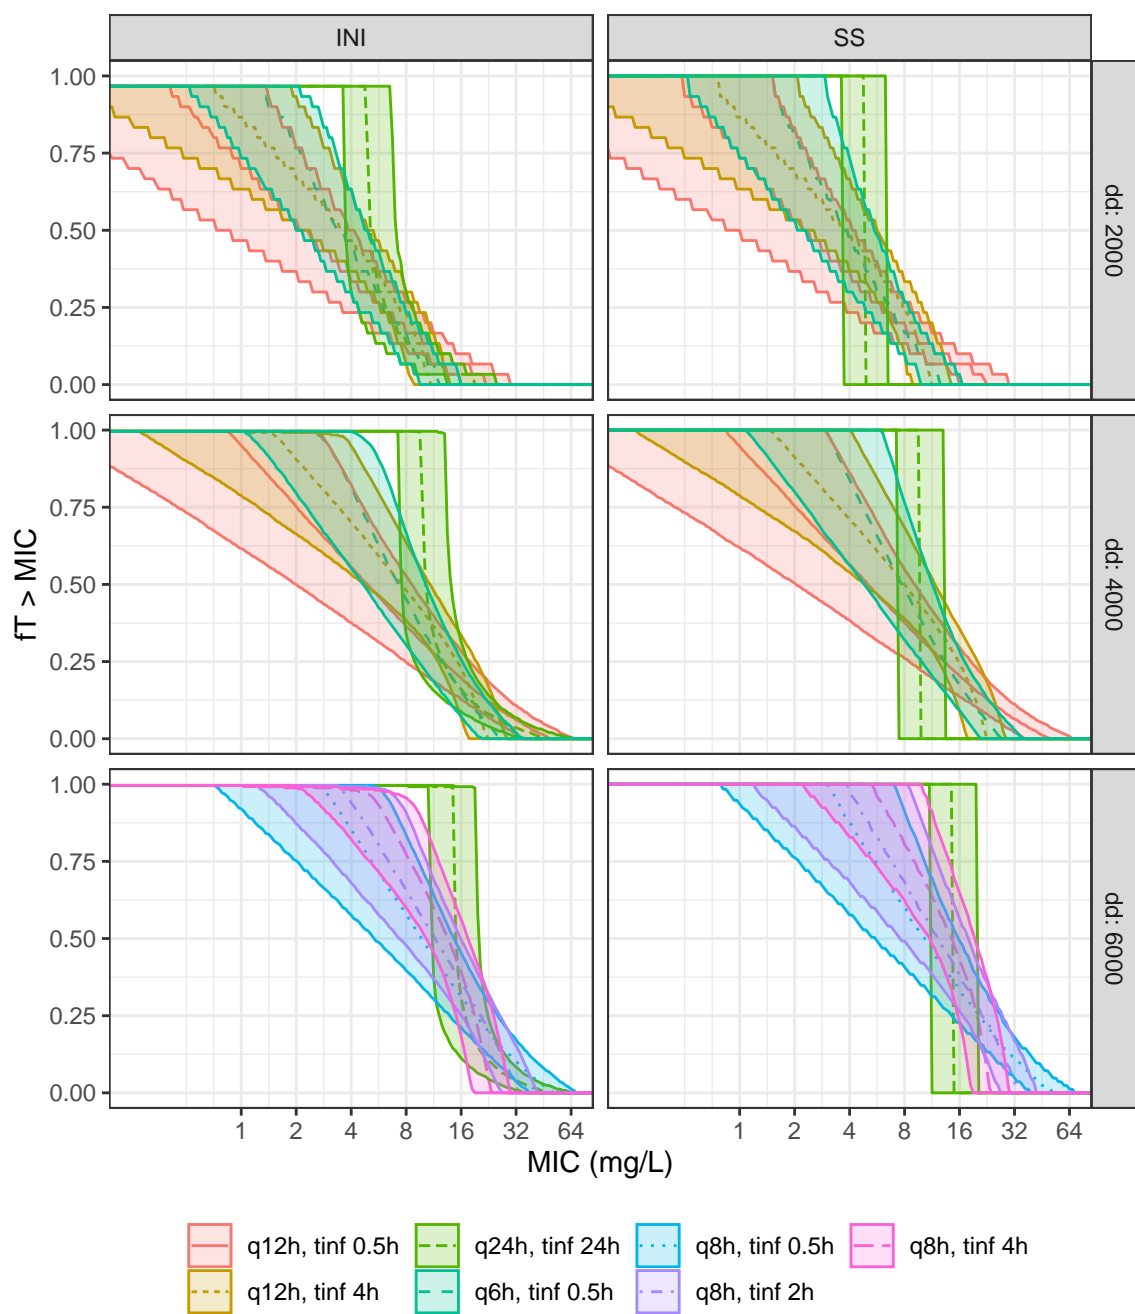 INI SS
1.00
0.75
0.50
0.25
0.00
dd: 2000
1.00
0.75
0.50
0.25
0.00
dd: 4000
1.00
0.75
0.50
0.25
0.00
dd: 6000
fT > MIC
1 2 4 8 16 32 64 1 2 4 8 16 32 64
MIC (mg/L)
q12h, tinf 0.5h q24h, tinf 24h q8h, tinf 0.5h q8h, tinf 4h
q12h, tinf 4h q6h, tinf 0.5h q8h, tinf 2h